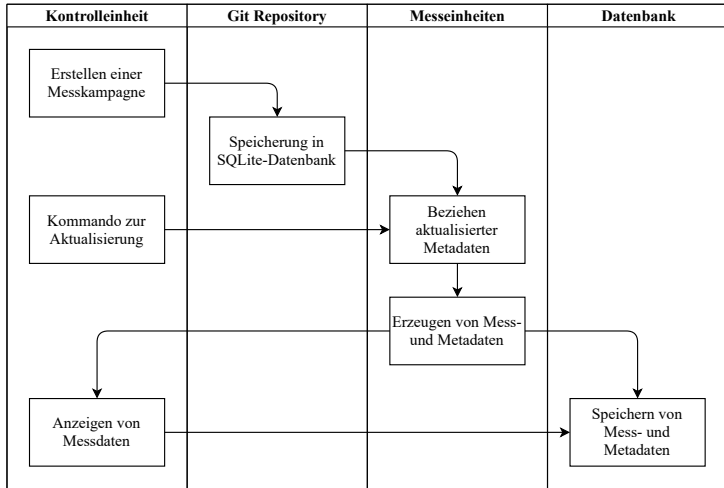 Kontrolleinheit
Git Repository
Messeinheiten
Datenbank
Erstellen einer
Messkampagne
Speicherung in
SQLite-Datenbank
Kommando zur
Aktualisierung
Beziehen
aktualisierter
Metadaten
Erzeugen von Mess-
und Metadaten
Anzeigen von
Messdaten
Speichern von
Mess- und
Metadaten